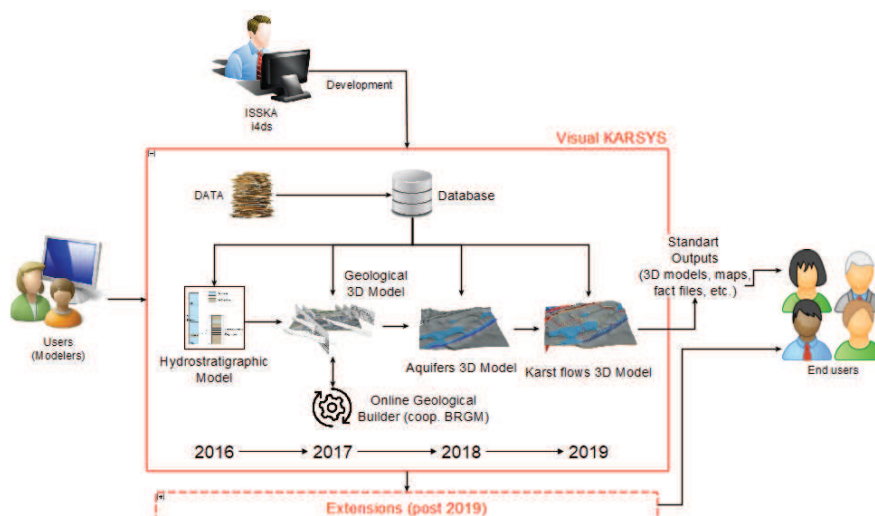 ISSKA
i4ds
Development
Visual KARSYS
DATA
Database
Users
(Modelers)
Geological
3D Model
Hydrostratigraphic
Model
Aquifers 3D Model
Karst flows 3D Model
Standart
Outputs
(3D models, maps,
fact files, etc.)
End users
Online Geological
Builder (coop. BRGM)
2016
2017
2018
2019
Extensions (post 2019)